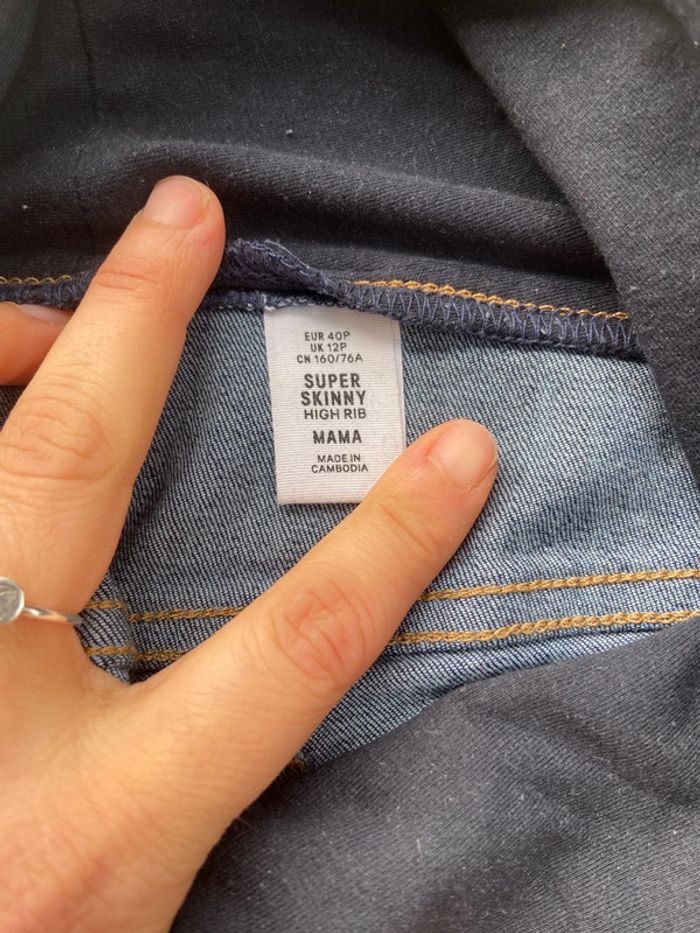 EUR 40P
UK 12P
CN 160/76A
SUPER
SKINNY
HIGH RIB
MAMA
MADE IN
CAMBODIA